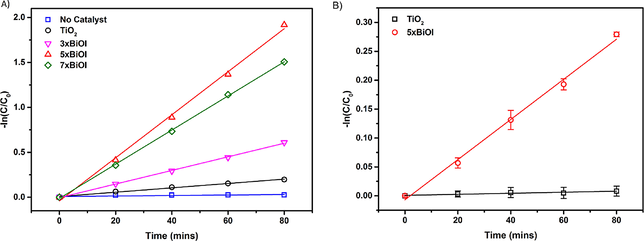 A)
No Catalyst
TiO2
3xBiOI
5xBiOI
7xBiOI
2.0
1.5
1.0
0.5
0.0
-ln(C/C0)
0
20
40
60
80
Time (mins)
B)
TiO2
5xBiOI
-0.30
-0.25
-0.20
-0.15
-0.10
-0.05
0.00
-ln(C/C0)
0
20
40
60
80
Time (mins)